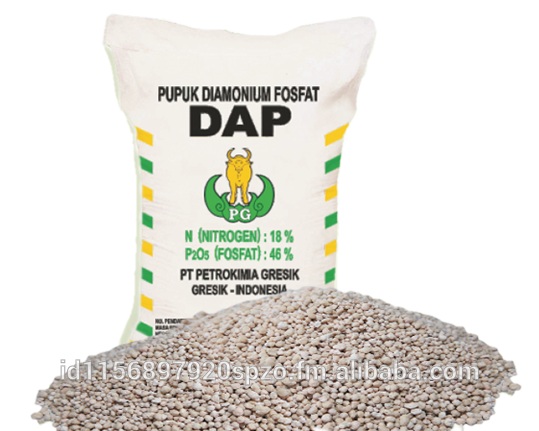 PUPUK DIAMONIUM FOSFAT
DAP
PG
N (NITROGEN) : 18 %
P2O5 (FOSFAT) : 46 %
PT PETROKIMIA GRESIK
GRESIK - INDONESIA
id1156897920spzo.fm.alibaba.com